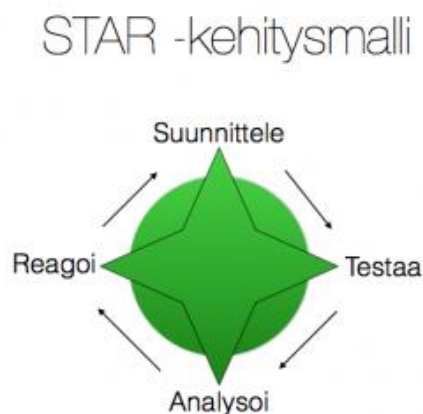 STAR -kehitysmalli
Suunnittele
Reagoi
Testaa
Analysoi